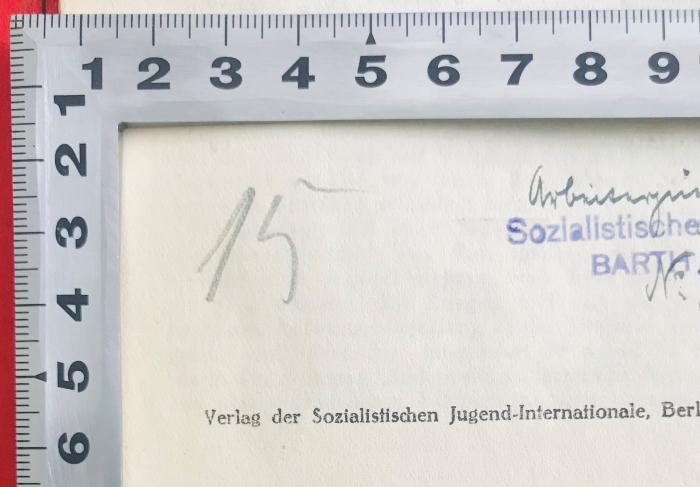 1 2 3 4 5 6 7 8 9
1
2
3
4
5
6
15
Sozialistische
BARTH
Nr.
Verlag der Sozialistischen Jugend-Internationale, Berl